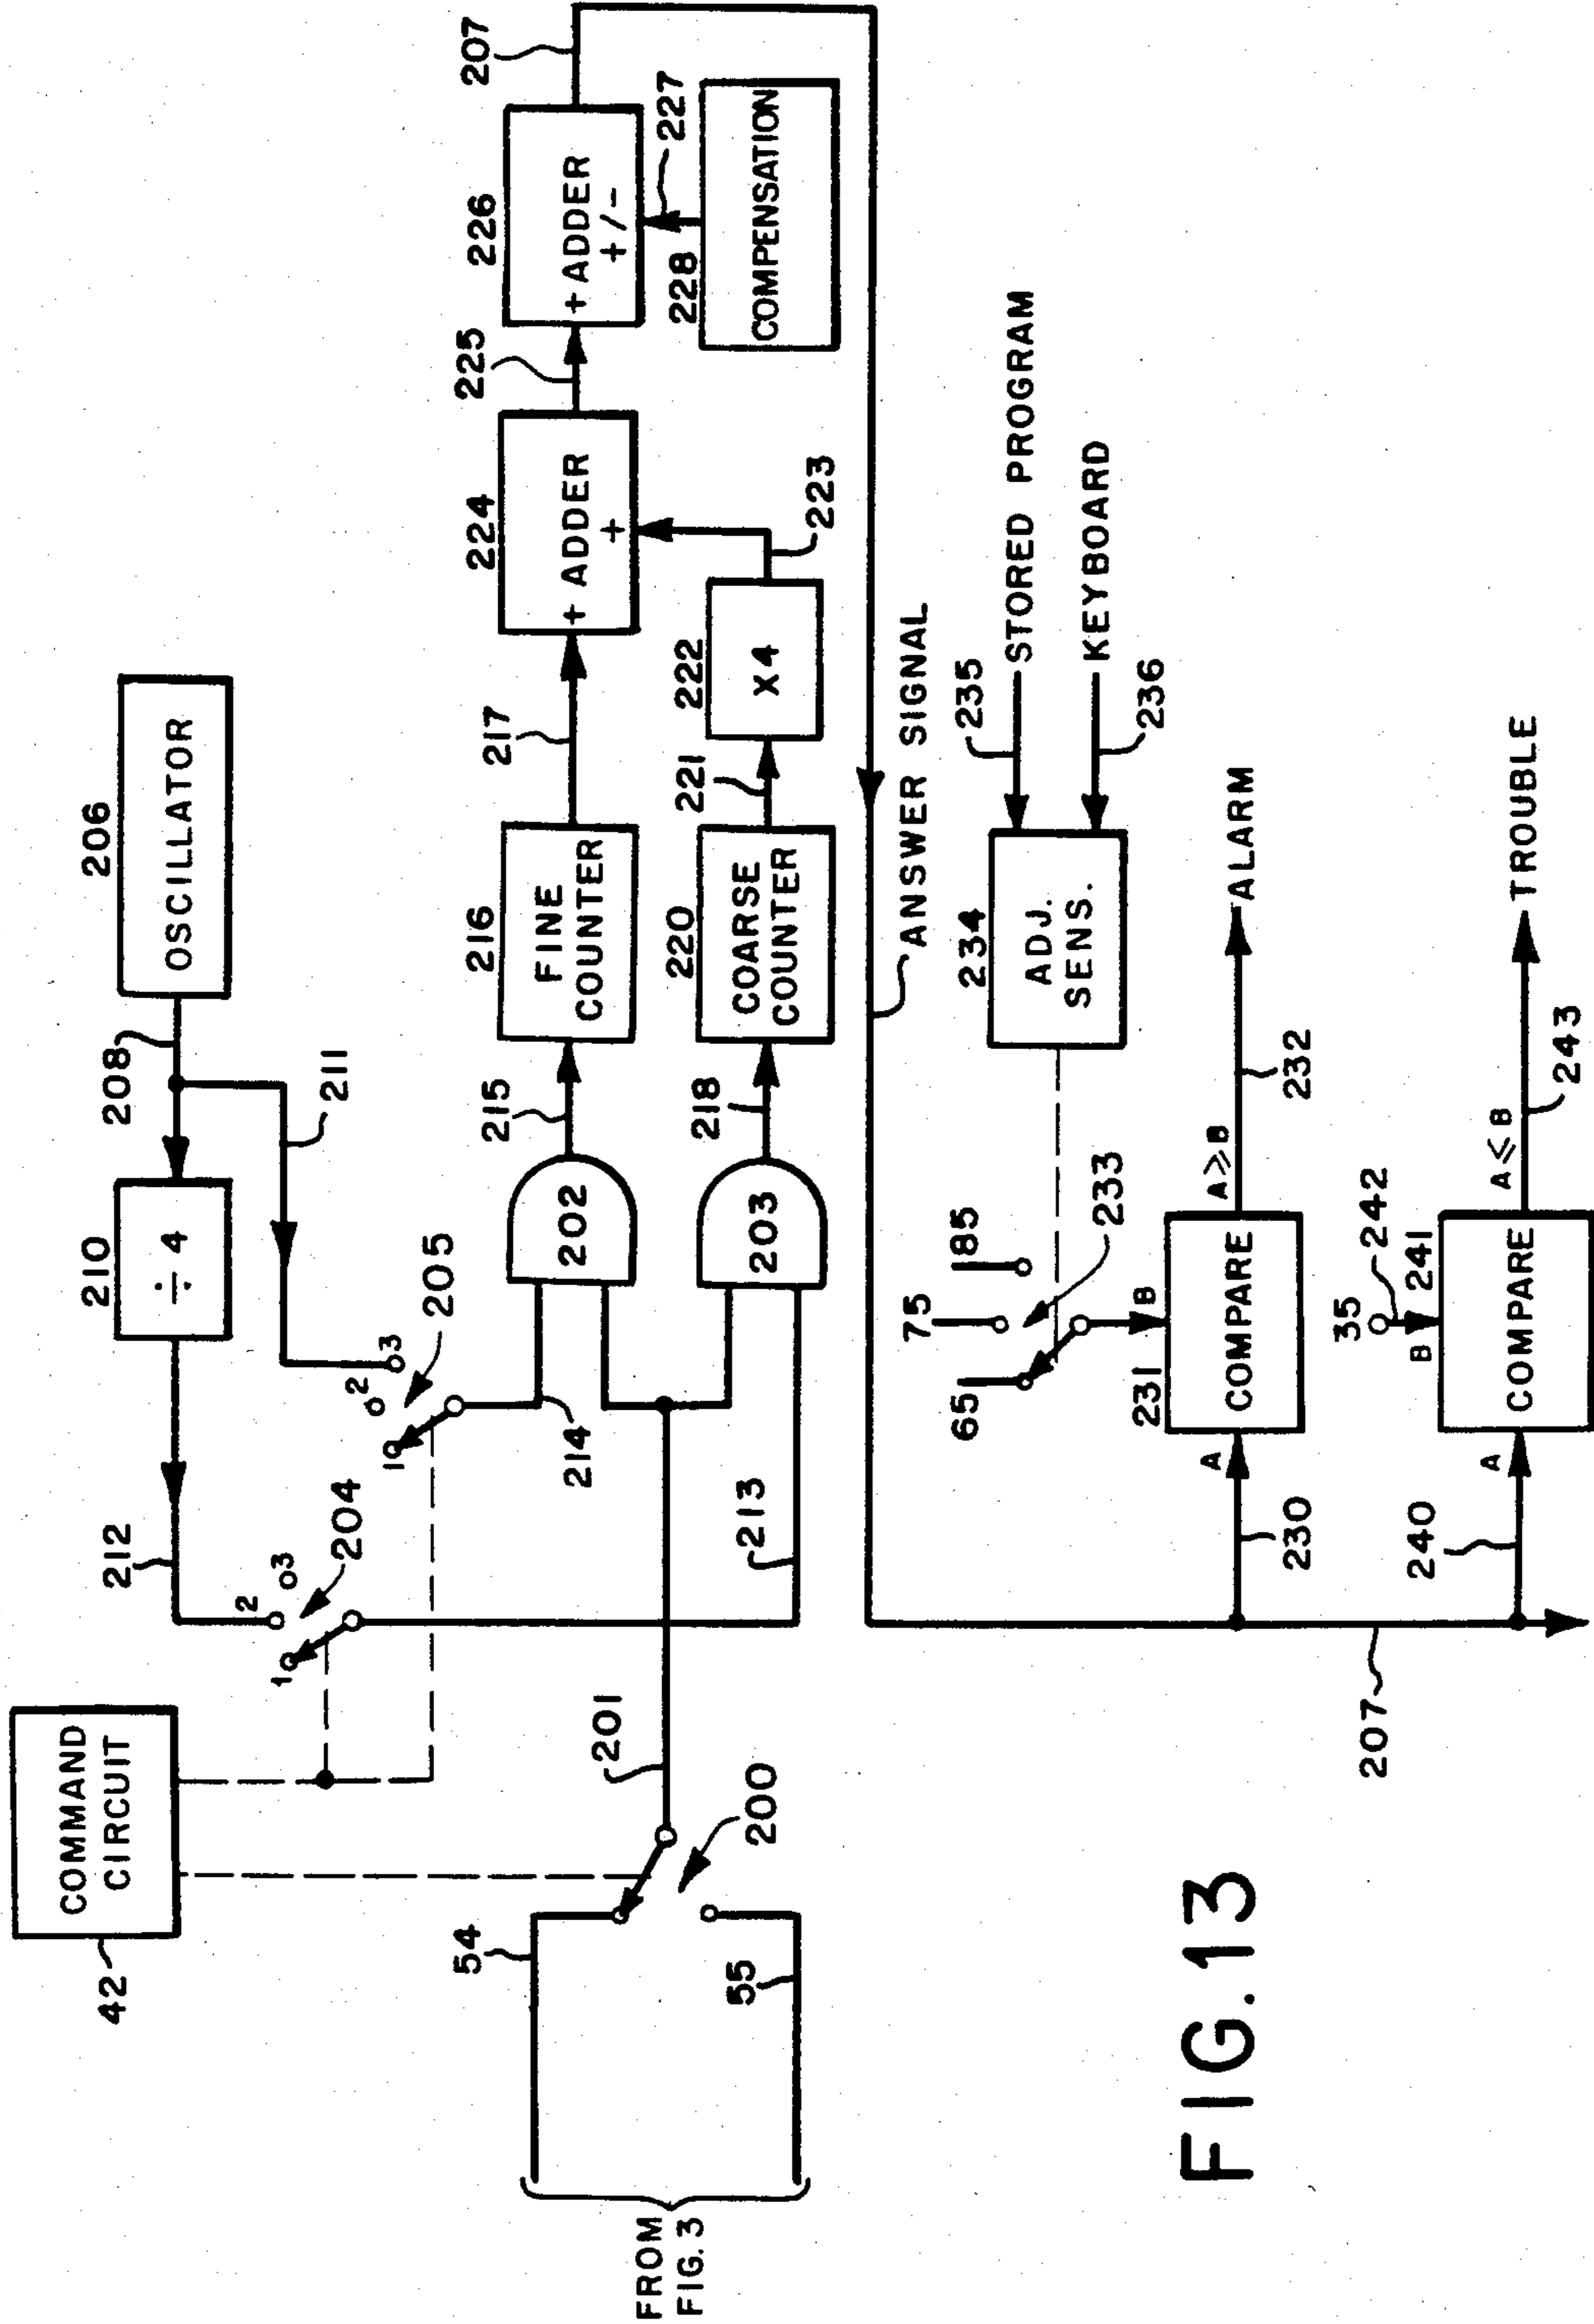 COMMAND
CIRCUIT
42
212
210
÷ 4
208
206
OSCILLATOR
211
1
2
3
204
1
2
3
205
FROM
FIG. 3
54
55
200
201
213
214
202
203
215
218
216
FINE
COUNTER
220
COARSE
COUNTER
217
221
222
X4
223
224
+ ADDER
+
225
226
+ ADDER
+/-
227
228
COMPENSATION
207
ANSWER SIGNAL
65
75
85
233
234
ADJ.
SENS.
235
STORED PROGRAM
236
KEYBOARD
230
A
231
B
COMPARE
A⩾B
232
ALARM
240
A
35
242
B
241
COMPARE
A⩽B
243
TROUBLE
207
FIG. 13